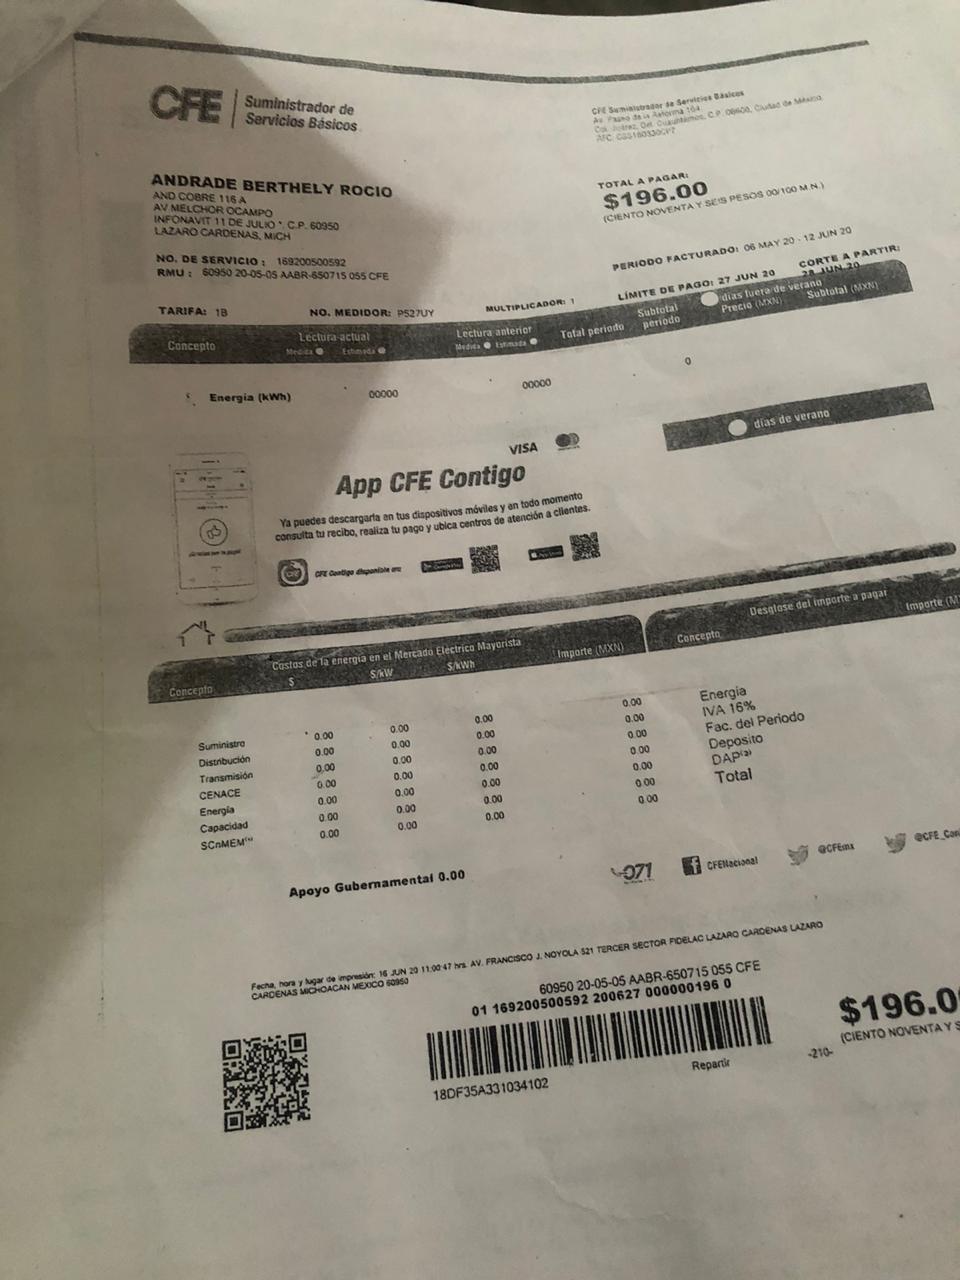 CFE Suministrador de
Servicios Básicos
CFE Suministrador de Servicios Básicos
Av. Paseo de la Reforma 164,
Col. Juárez, Del. Cuauhtémoc, C.P. 06600, Ciudad de México.
ANDRADE BERTHELY ROCIO
AND COBRE 116 A
AV MELCHOR OCAMPO
INFONAVIT 11 DE JULIO *. C.P. 60950
LAZARO CARDENAS, MICH
TOTAL A PAGAR:
$196.00
(CIENTO NOVENTA Y SEIS PESOS 00/100 M.N.)
NO. DE SERVICIO : 169200500592
RMU : 60950 20-05-05 AABR-650715 055 CFE
PERIODO FACTURADO: 06 MAY 20 - 12 JUN 20
LÍMITE DE PAGO: 27 JUN 20
CORTE A PARTIR:
28 JUN 20
TARIFA: 1B
NO. MEDIDOR: P527UY
MULTIPLICADOR: 1
Concepto
Lectura actual
Medida Estimada
Lectura anterior
Medida Estimada
Total periodo
Subtotal
periodo
días fuera de verano
Precio (MXN)
Subtotal (MXN)
Energía (kWh) 00000 00000 0
días de verano
VISA
App CFE Contigo
Ya puedes descargarla en tus dispositivos móviles y en todo momento
consulta tu recibo, realiza tu pago y ubica centros de atención a clientes.
CFE Contigo disponible en:
Costos de la energía en el Mercado Eléctrico Mayorista
Concepto $ $/kW $/kWh Importe (MXN)
Desglose del importe a pagar
Concepto Importe (M
Suministro 0.00 0.00 0.00 0.00
Distribución 0.00 0.00 0.00 0.00
Transmisión 0.00 0.00 0.00 0.00
CENACE 0.00 0.00 0.00 0.00
Energía 0.00 0.00 0.00 0.00
Capacidad 0.00 0.00 0.00 0.00
SCnMEM 0.00 0.00 0.00 0.00
Energía
IVA 16%
Fac. del Periodo
Deposito
DAP(2)
Total
Apoyo Gubernamental 0.00
071
CFENacional
@CFEmx
@CFE_Con
Fecha, hora y lugar de impresión: 16 JUN 20 11:00:47 hrs. AV. FRANCISCO J. NOYOLA 521 TERCER SECTOR FIDELAC LAZARO CARDENAS LAZARO
CARDENAS MICHOACAN MEXICO 60950
60950 20-05-05 AABR-650715 055 CFE
01 169200500592 200627 000000196 0
18DF35A331034102
Repartir
-210-
$196.0
(CIENTO NOVENTA Y S